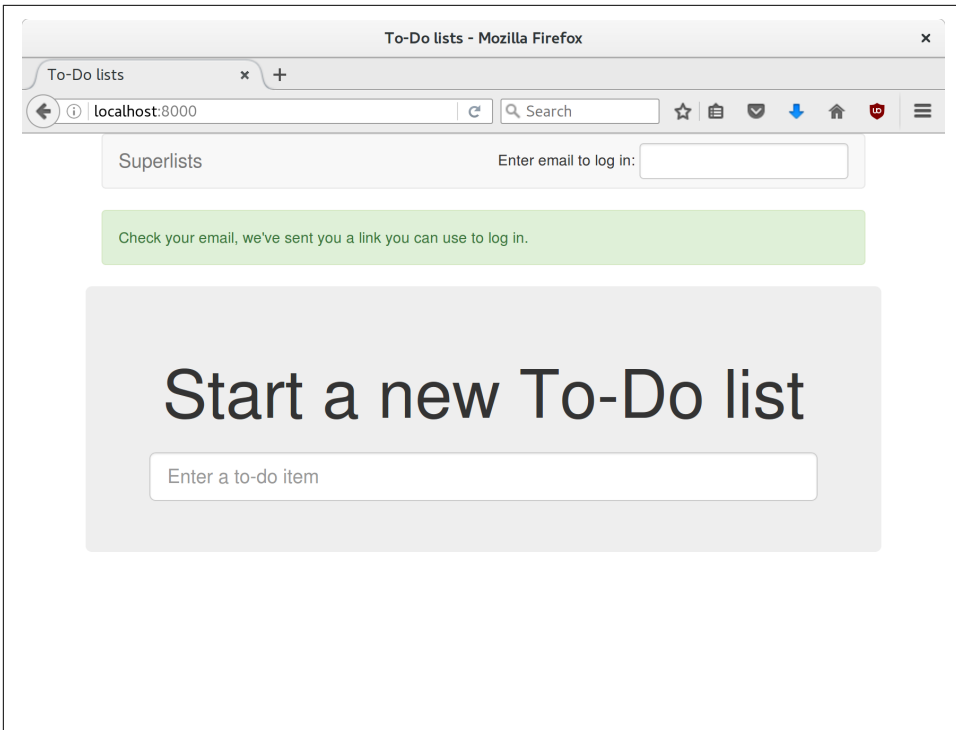 To-Do lists - Mozilla Firefox
To-Do lists
localhost:8000
Search
Superlists
Enter email to log in:
Check your email, we've sent you a link you can use to log in.
Start a new To-Do list
Enter a to-do item